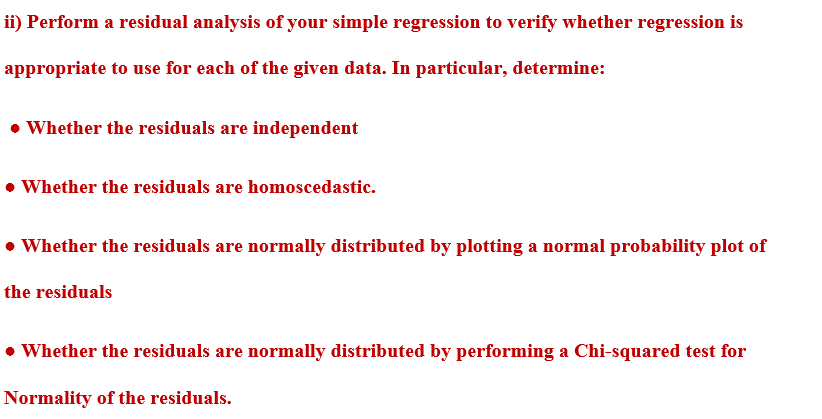 ii) Perform a residual analysis of your simple regression to verify whether regression is
appropriate to use for each of the given data. In particular, determine:
● Whether the residuals are independent
● Whether the residuals are homoscedastic.
● Whether the residuals are normally distributed by plotting a normal probability plot of
the residuals
● Whether the residuals are normally distributed by performing a Chi-squared test for
Normality of the residuals.